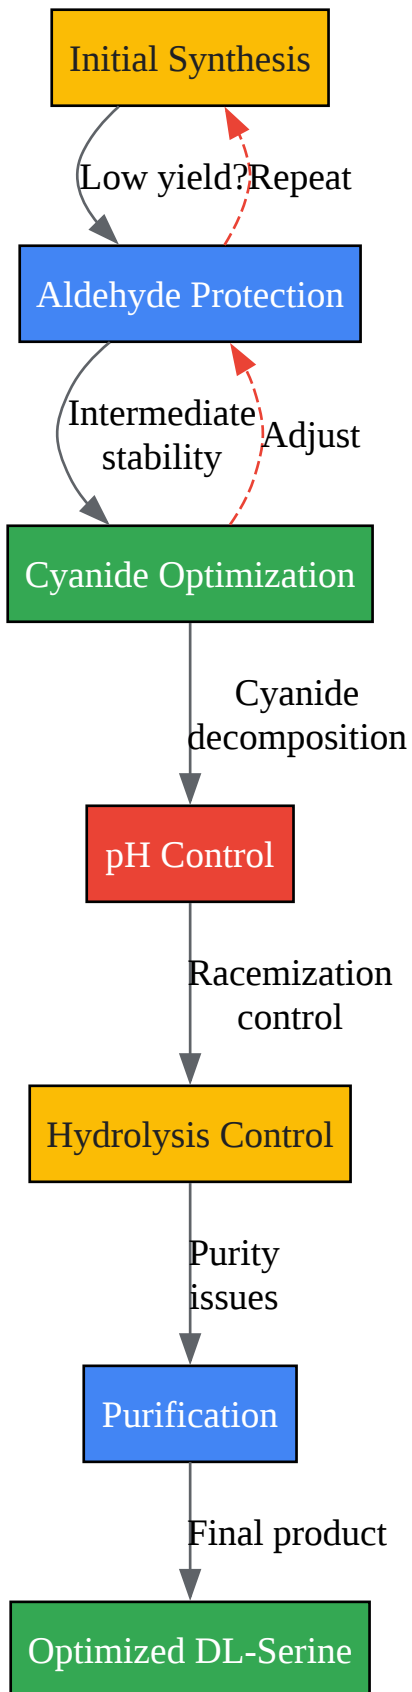 Initial Synthesis
Low yield?
Repeat
Aldehyde Protection
Intermediate
stability
Adjust
Cyanide Optimization
Cyanide
decomposition
pH Control
Racemization
control
Hydrolysis Control
Purity
issues
Purification
Final product
Optimized DL-Serine